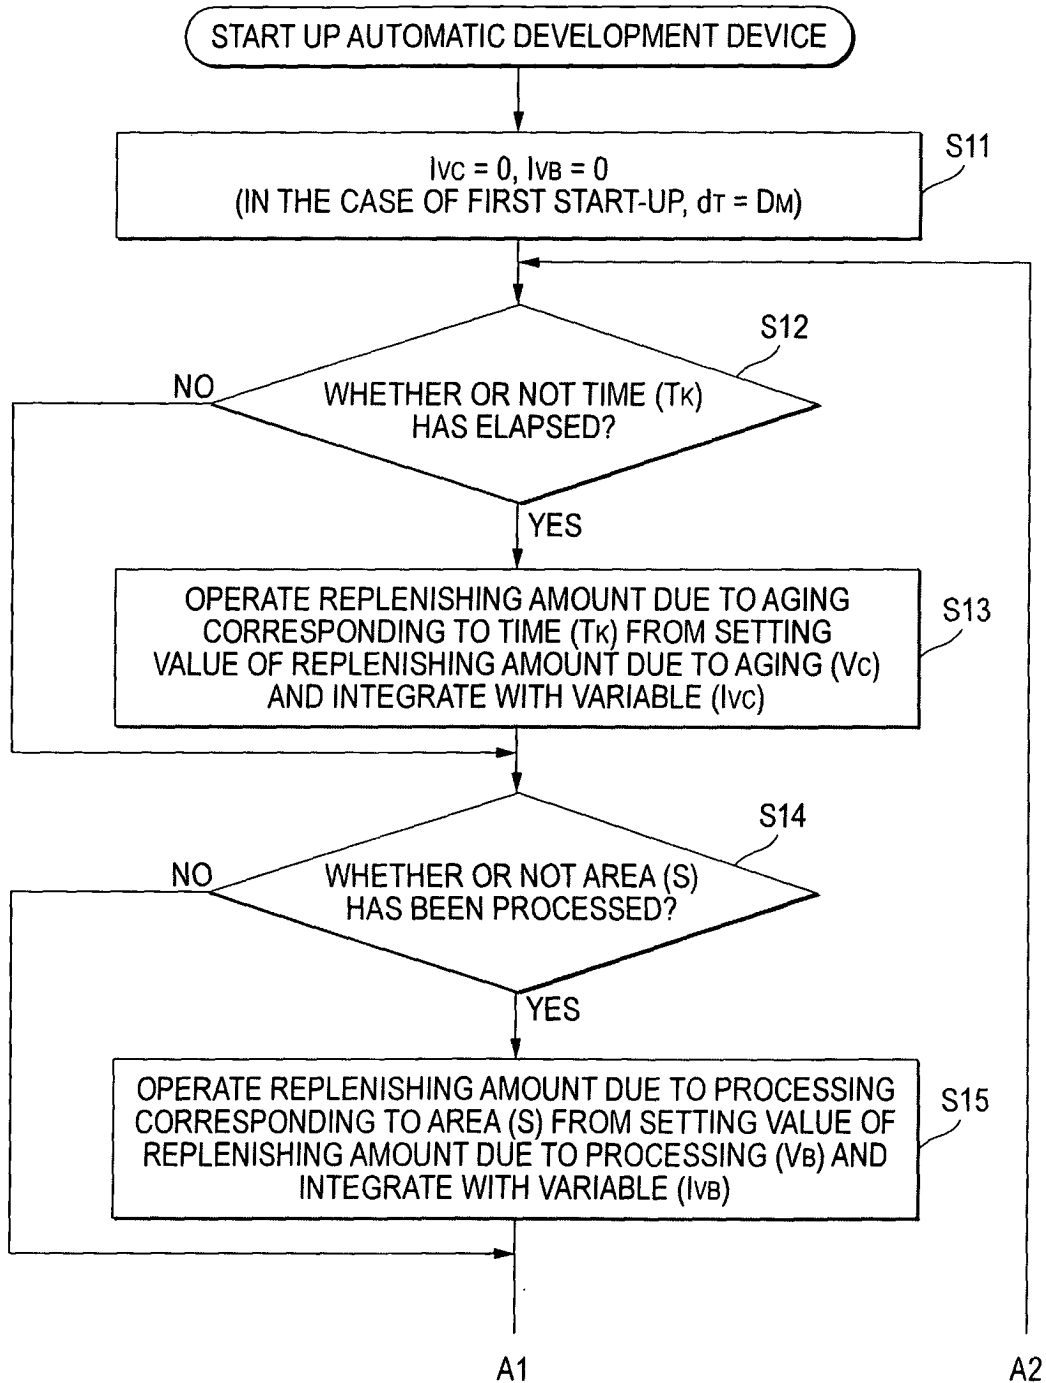 START UP AUTOMATIC DEVELOPMENT DEVICE
S11
IVC = 0, IVB = 0
(IN THE CASE OF FIRST START-UP, dT = DM)
S12
NO
WHETHER OR NOT TIME (TK)
HAS ELAPSED?
YES
OPERATE REPLENISHING AMOUNT DUE TO AGING
CORRESPONDING TO TIME (TK) FROM SETTING
VALUE OF REPLENISHING AMOUNT DUE TO AGING (VC)
AND INTEGRATE WITH VARIABLE (IVC)
S13
S14
NO
WHETHER OR NOT AREA (S)
HAS BEEN PROCESSED?
YES
OPERATE REPLENISHING AMOUNT DUE TO PROCESSING
CORRESPONDING TO AREA (S) FROM SETTING VALUE OF
REPLENISHING AMOUNT DUE TO PROCESSING (VB) AND
INTEGRATE WITH VARIABLE (IVB)
S15
A1
A2